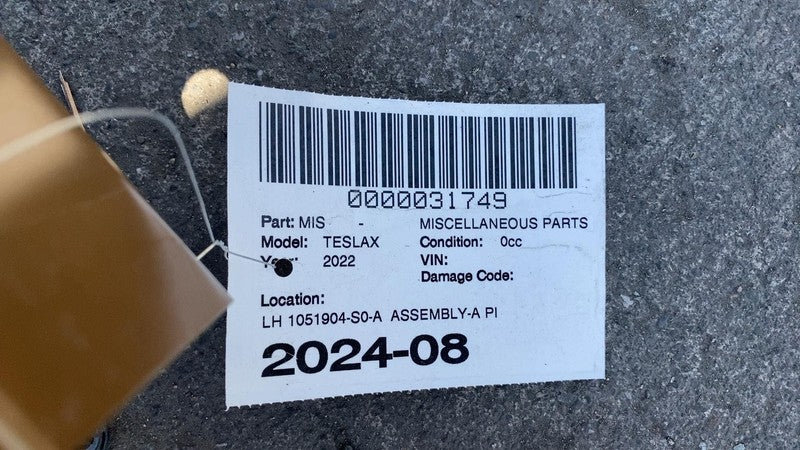 0000031749
Part: MIS - MISCELLANEOUS PARTS
Model: TESLAX Condition: 0cc
Year: 2022 VIN:
Damage Code:
Location:
LH 1051904-S0-A ASSEMBLY-A PI
2024-08